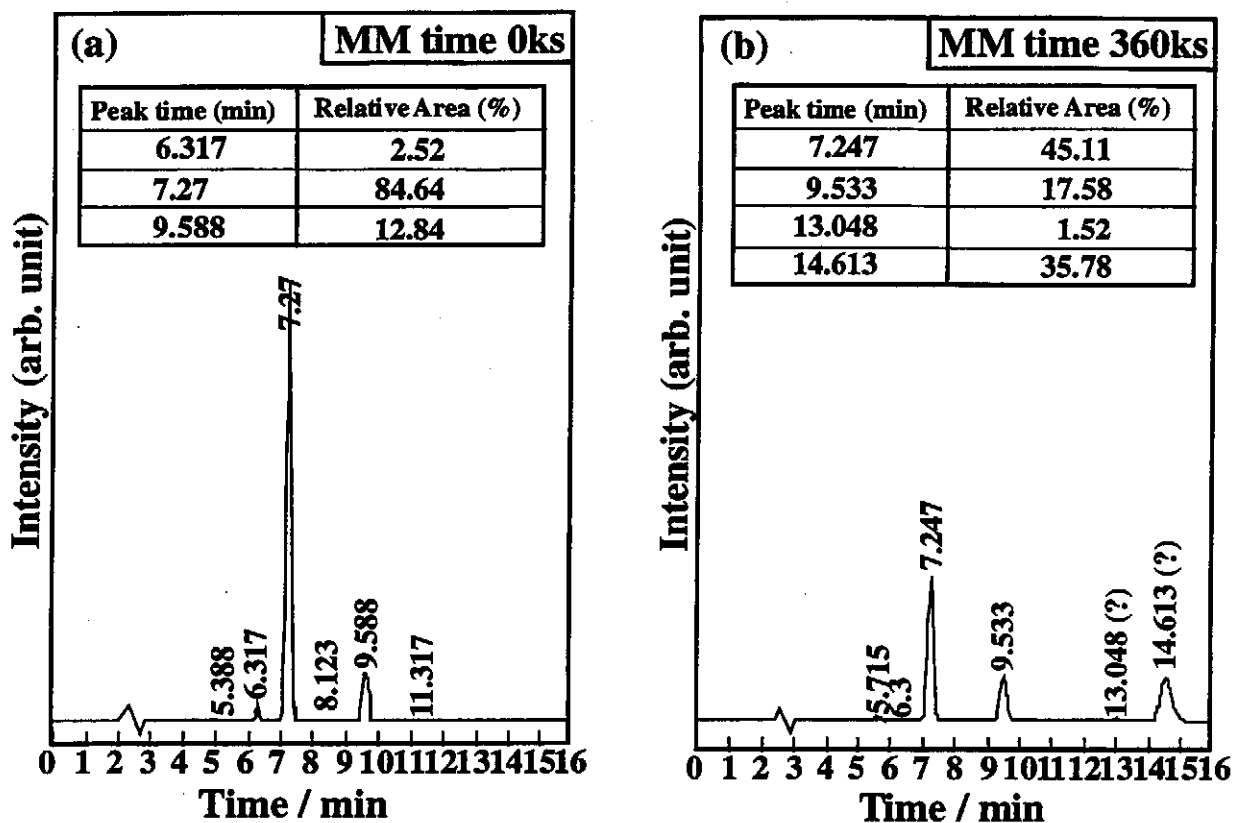 (a)
MM time 0ks
Peak time (min) Relative Area (%)
6.317 2.52
7.27 84.64
9.588 12.84
Intensity (arb. unit)
5.388
6.317
7.27
8.123
9.588
11.317
0 1 2 3 4 5 6 7 8 9 10 11 12 13 14 15 16
Time / min
(b)
MM time 360ks
Peak time (min) Relative Area (%)
7.247 45.11
9.533 17.58
13.048 1.52
14.613 35.78
Intensity (arb. unit)
5.715
6.3
7.247
9.533
13.048 (?)
14.613 (?)
0 1 2 3 4 5 6 7 8 9 10 11 12 13 14 15 16
Time / min